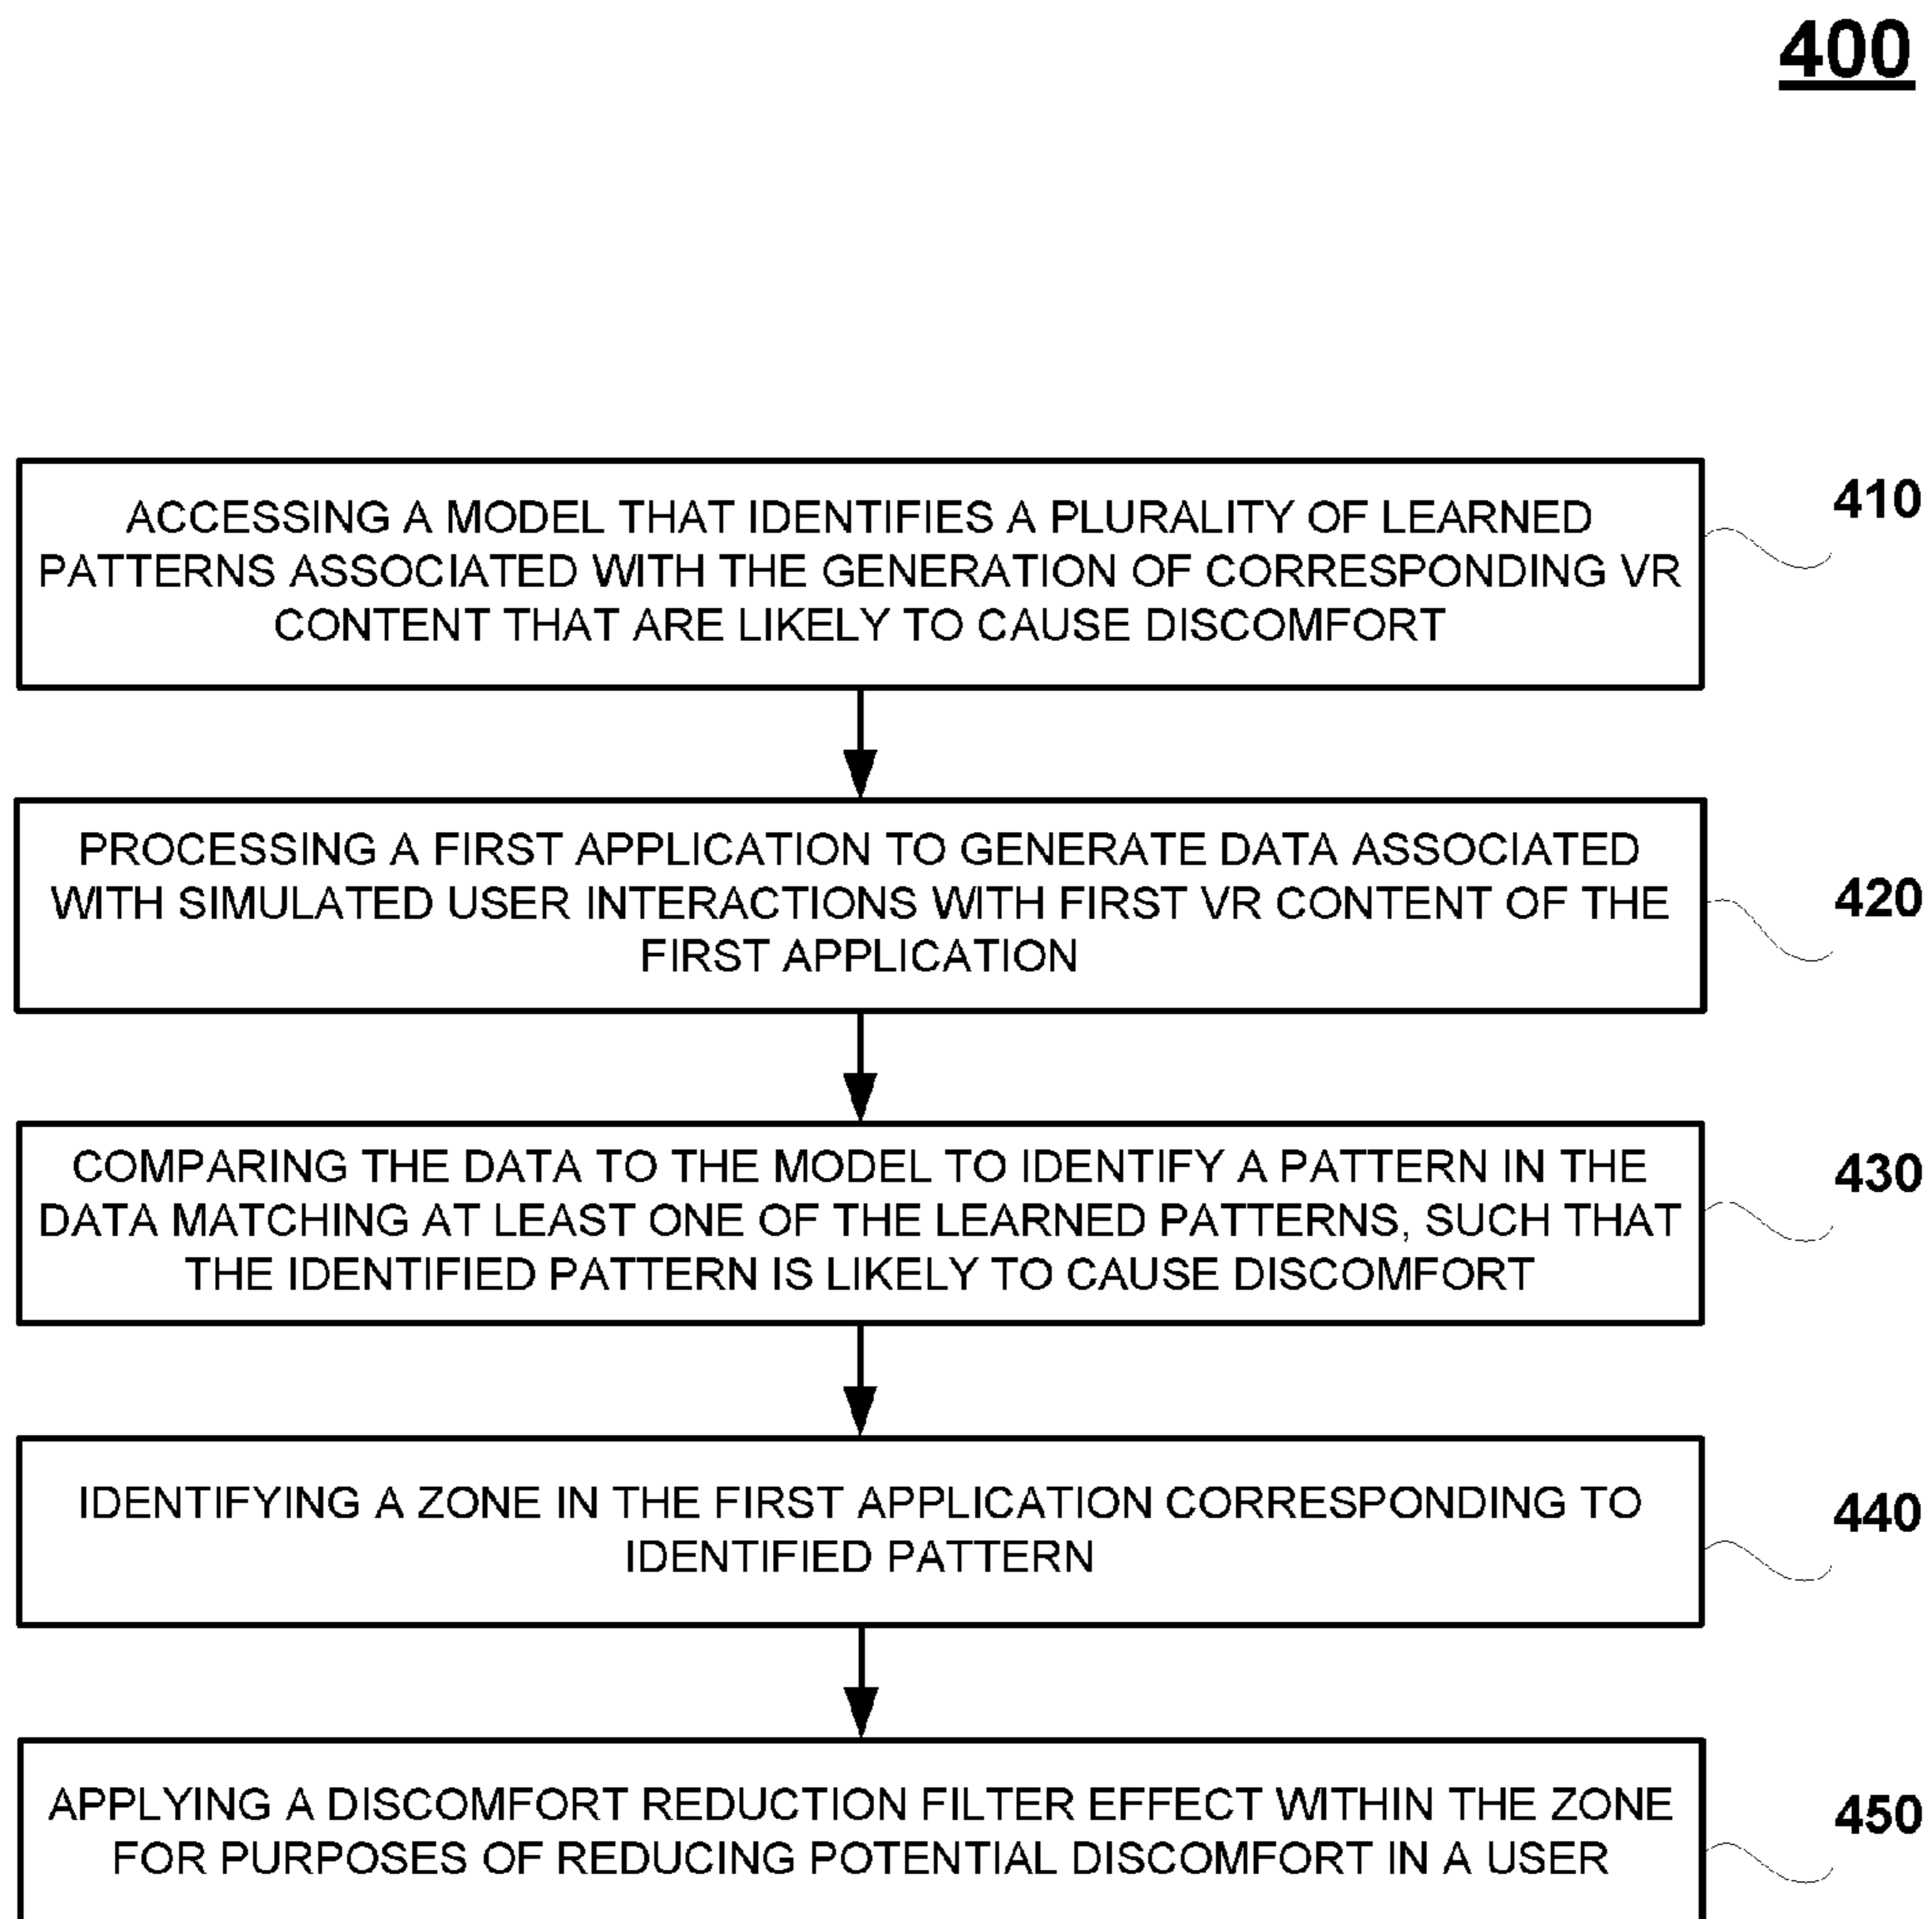 400
ACCESSING A MODEL THAT IDENTIFIES A PLURALITY OF LEARNED
PATTERNS ASSOCIATED WITH THE GENERATION OF CORRESPONDING VR
CONTENT THAT ARE LIKELY TO CAUSE DISCOMFORT
410
PROCESSING A FIRST APPLICATION TO GENERATE DATA ASSOCIATED
WITH SIMULATED USER INTERACTIONS WITH FIRST VR CONTENT OF THE
FIRST APPLICATION
420
COMPARING THE DATA TO THE MODEL TO IDENTIFY A PATTERN IN THE
DATA MATCHING AT LEAST ONE OF THE LEARNED PATTERNS, SUCH THAT
THE IDENTIFIED PATTERN IS LIKELY TO CAUSE DISCOMFORT
430
IDENTIFYING A ZONE IN THE FIRST APPLICATION CORRESPONDING TO
IDENTIFIED PATTERN
440
APPLYING A DISCOMFORT REDUCTION FILTER EFFECT WITHIN THE ZONE
FOR PURPOSES OF REDUCING POTENTIAL DISCOMFORT IN A USER
450